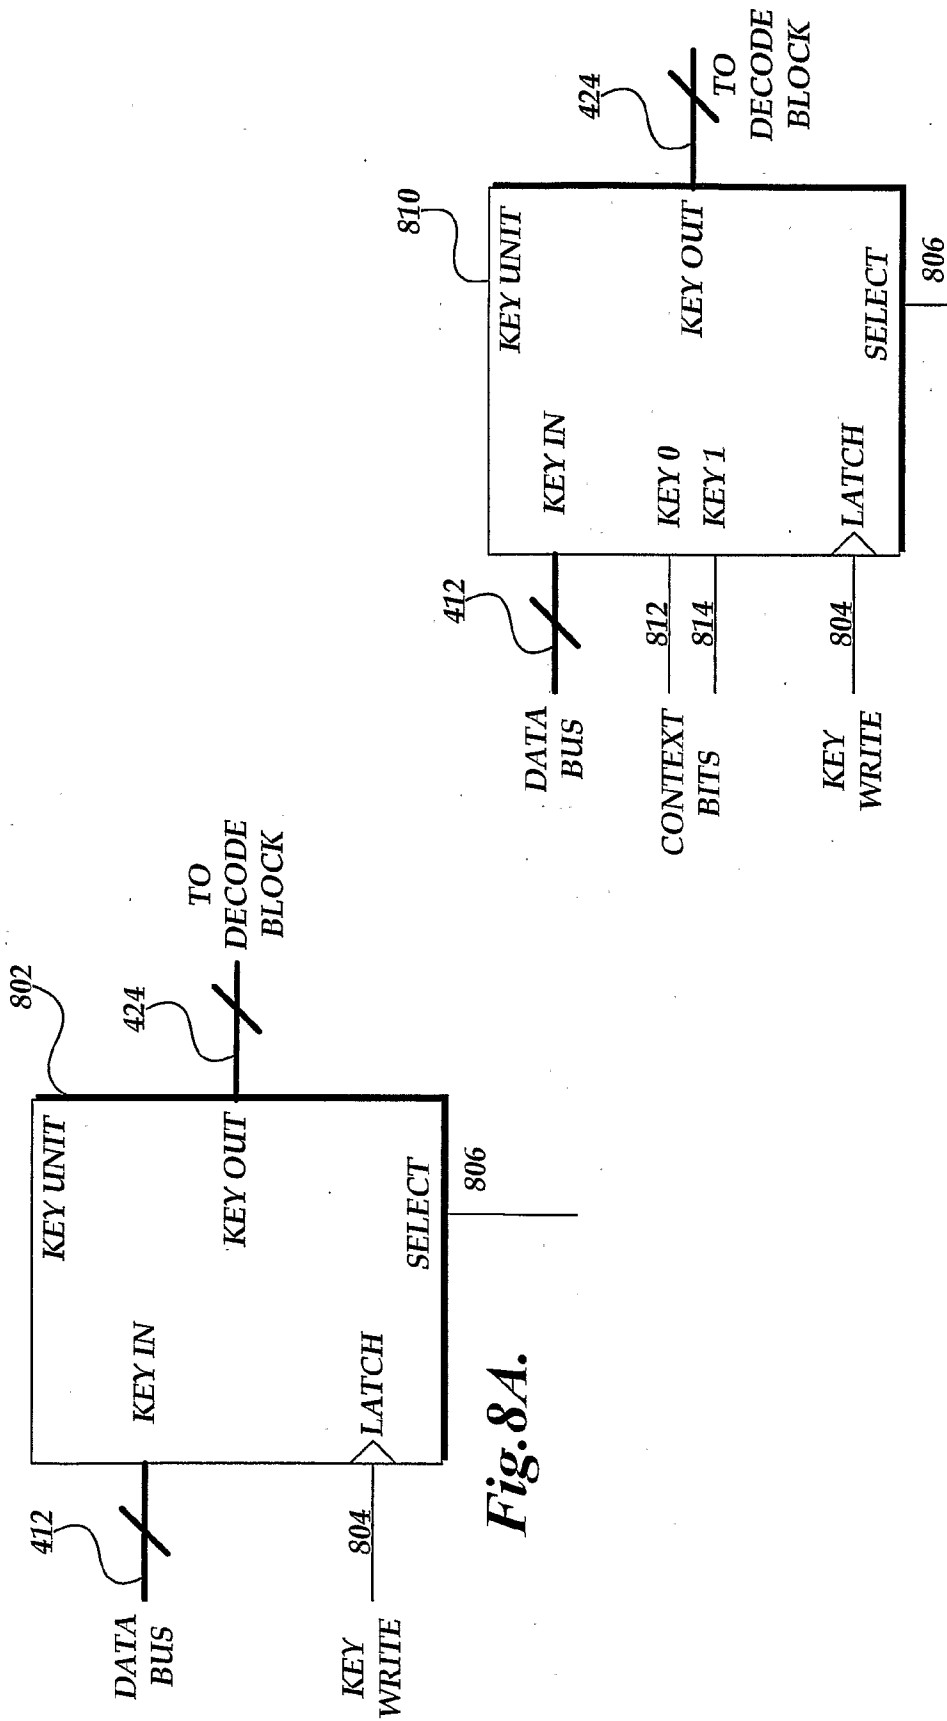 802
KEY UNIT
412
424
DATA
BUS
KEY IN
KEY OUT
TO
DECODE
BLOCK
KEY
WRITE
804
LATCH
SELECT
806
Fig.8A.
810
KEY UNIT
412
424
DATA
BUS
KEY IN
KEY OUT
TO
DECODE
BLOCK
CONTEXT
BITS
812
814
KEY 0
KEY 1
KEY
WRITE
804
LATCH
SELECT
806